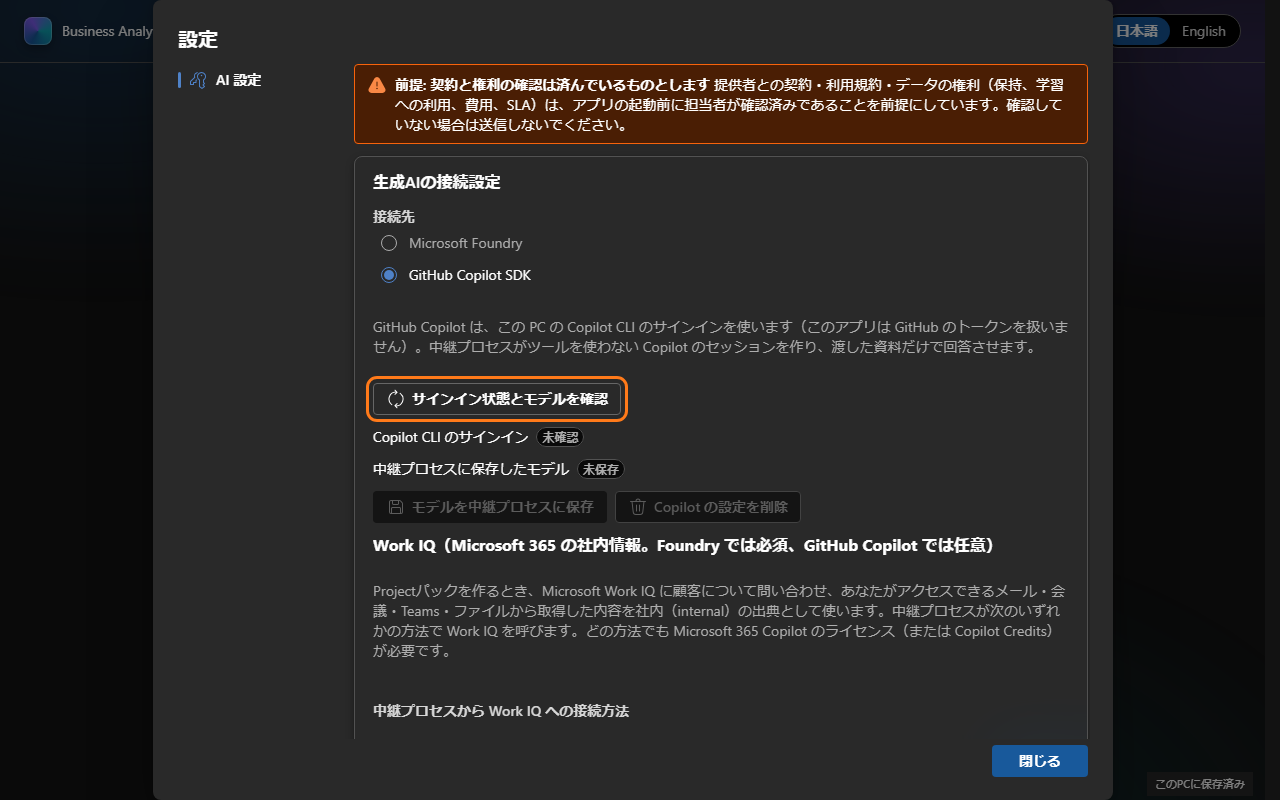 Business Analy
設定
日本語
English
AI 設定
前提: 契約と権利の確認は済んでいるものとします 提供者との契約・利用規約・データの権利（保持、学習
への利用、費用、SLA）は、アプリの起動前に担当者が確認済みであることを前提にしています。確認して
いない場合は送信しないでください。
生成AIの接続設定
接続先
Microsoft Foundry
GitHub Copilot SDK
GitHub Copilot は、この PC の Copilot CLI のサインインを使います（このアプリは GitHub のトークンを扱いま
せん）。中継プロセスがツールを使わない Copilot のセッションを作り、渡した資料だけで回答させます。
サインイン状態とモデルを確認
Copilot CLI のサインイン 未確認
中継プロセスに保存したモデル 未保存
モデルを中継プロセスに保存
Copilot の設定を削除
Work IQ（Microsoft 365 の社内情報。Foundry では必須、GitHub Copilot では任意）
Projectパックを作るとき、Microsoft Work IQ に顧客について問い合わせ、あなたがアクセスできるメール・会
議・Teams・ファイルから取得した内容を社内（internal）の出典として使います。中継プロセスが次のいずれ
かの方法で Work IQ を呼びます。どの方法でも Microsoft 365 Copilot のライセンス（または Copilot Credits）
が必要です。
中継プロセスから Work IQ への接続方法
閉じる
このPCに保存済み